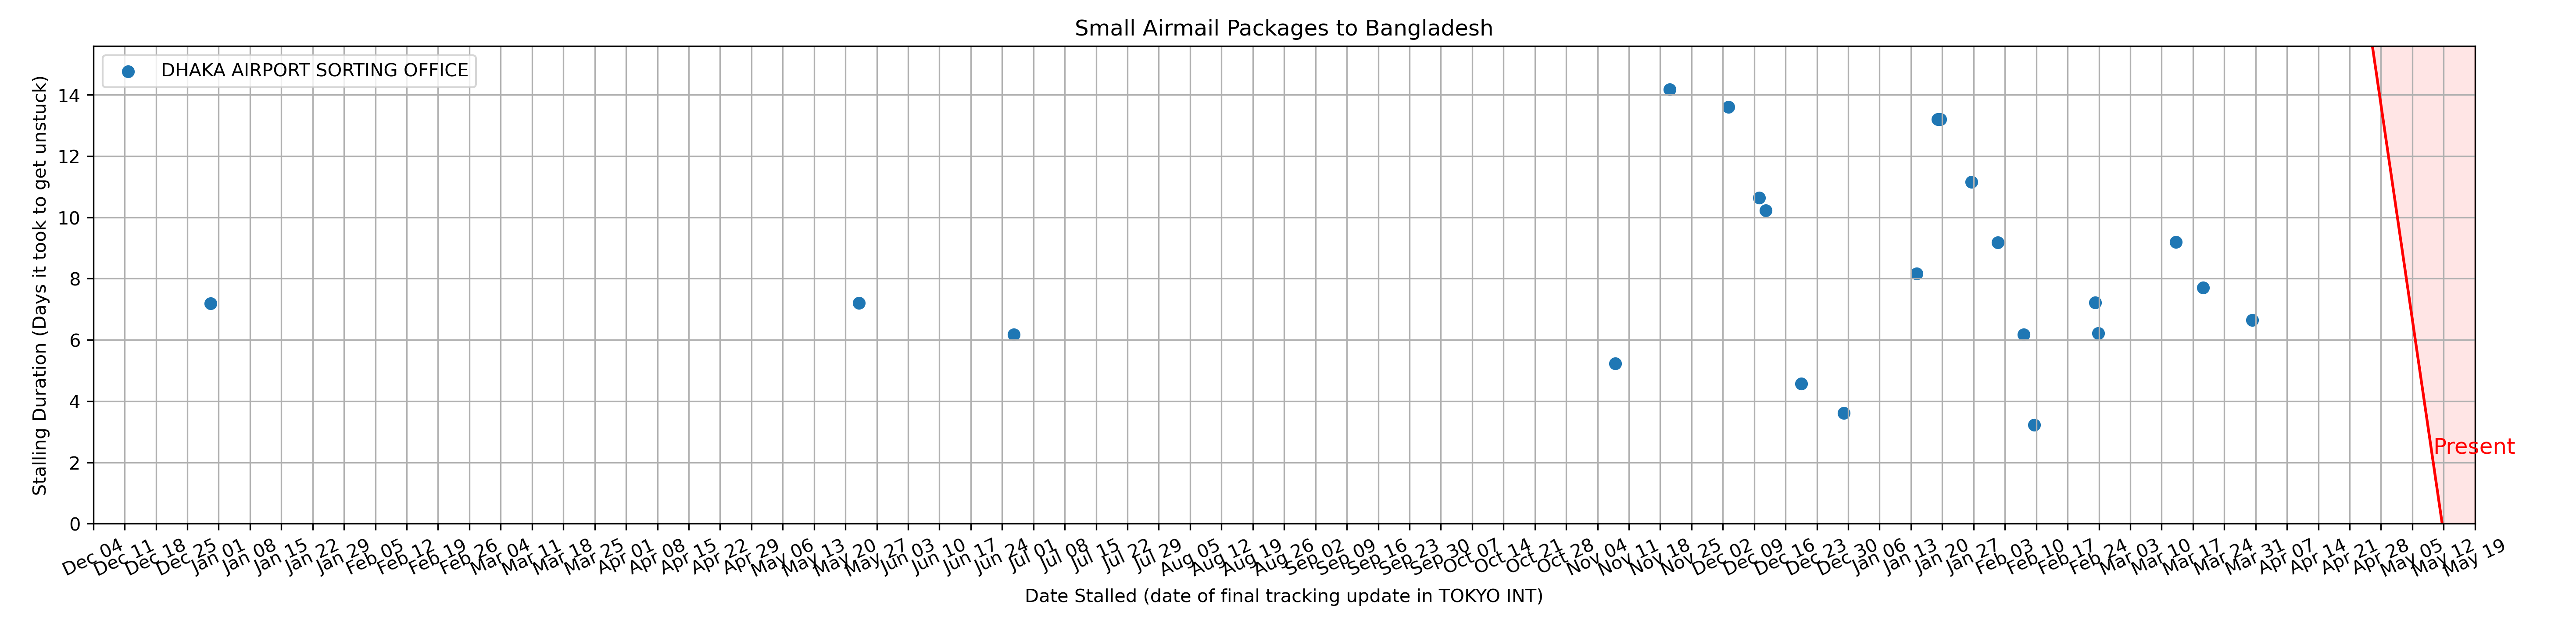 Small Airmail Packages to Bangladesh
DHAKA AIRPORT SORTING OFFICE
Stalling Duration (Days it took to get unstuck)
14
12
10
8
6
4
2
0
Present
Dec 04
Dec 11
Dec 18
Dec 25
Jan 01
Jan 08
Jan 15
Jan 22
Jan 29
Feb 05
Feb 12
Feb 19
Feb 26
Mar 04
Mar 11
Mar 18
Mar 25
Apr 01
Apr 08
Apr 15
Apr 22
Apr 29
May 06
May 13
May 20
May 27
Jun 03
Jun 10
Jun 17
Jun 24
Jul 01
Jul 08
Jul 15
Jul 22
Jul 29
Aug 05
Aug 12
Aug 19
Aug 26
Sep 02
Sep 09
Sep 16
Sep 23
Sep 30
Oct 07
Oct 14
Oct 21
Oct 28
Nov 04
Nov 11
Nov 18
Nov 25
Dec 02
Dec 09
Dec 16
Dec 23
Dec 30
Jan 06
Jan 13
Jan 20
Jan 27
Feb 03
Feb 10
Feb 17
Feb 24
Mar 03
Mar 10
Mar 17
Mar 24
Mar 31
Apr 07
Apr 14
Apr 21
Apr 28
May 05
May 12
May 19
Date Stalled (date of final tracking update in TOKYO INT)